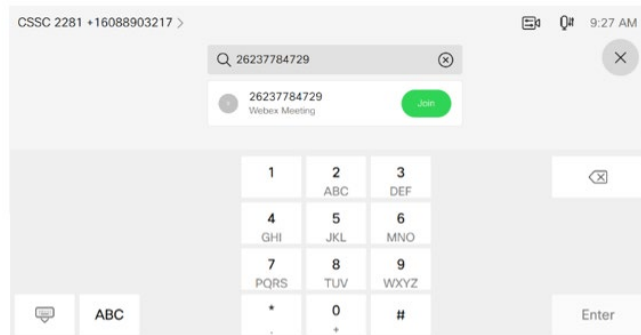 CSSC 2281 +16088903217 >
9:27 AM
26237784729
26237784729
Webex Meeting
Join
1
2
ABC
3
DEF
4
GHI
5
JKL
6
MNO
7
PQRS
8
TUV
9
WXYZ
ABC
*
,
0
+
#
Enter